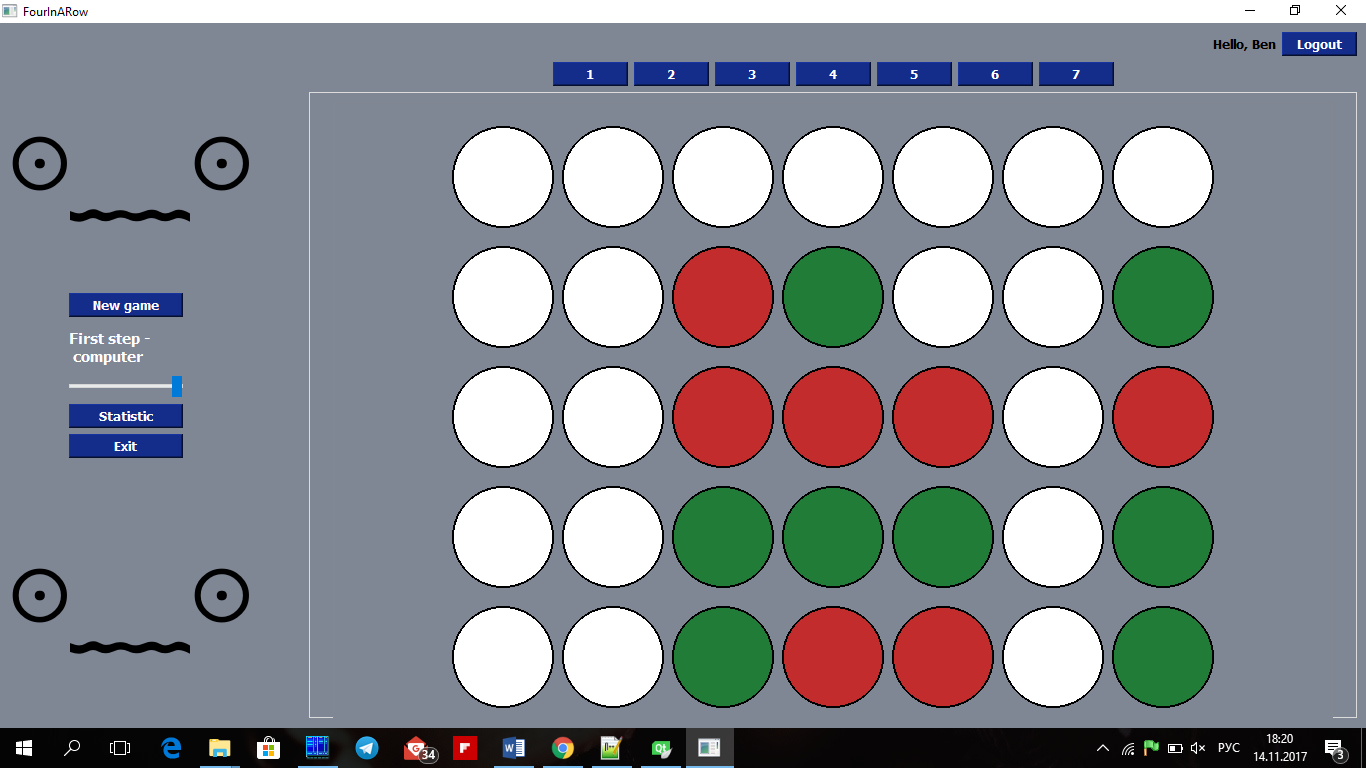 FourInARow
Hello, Ben
Logout
1 2 3 4 5 6 7
New game
First step -
computer
Statistic
Exit
34
РУС
18:20
14.11.2017
3